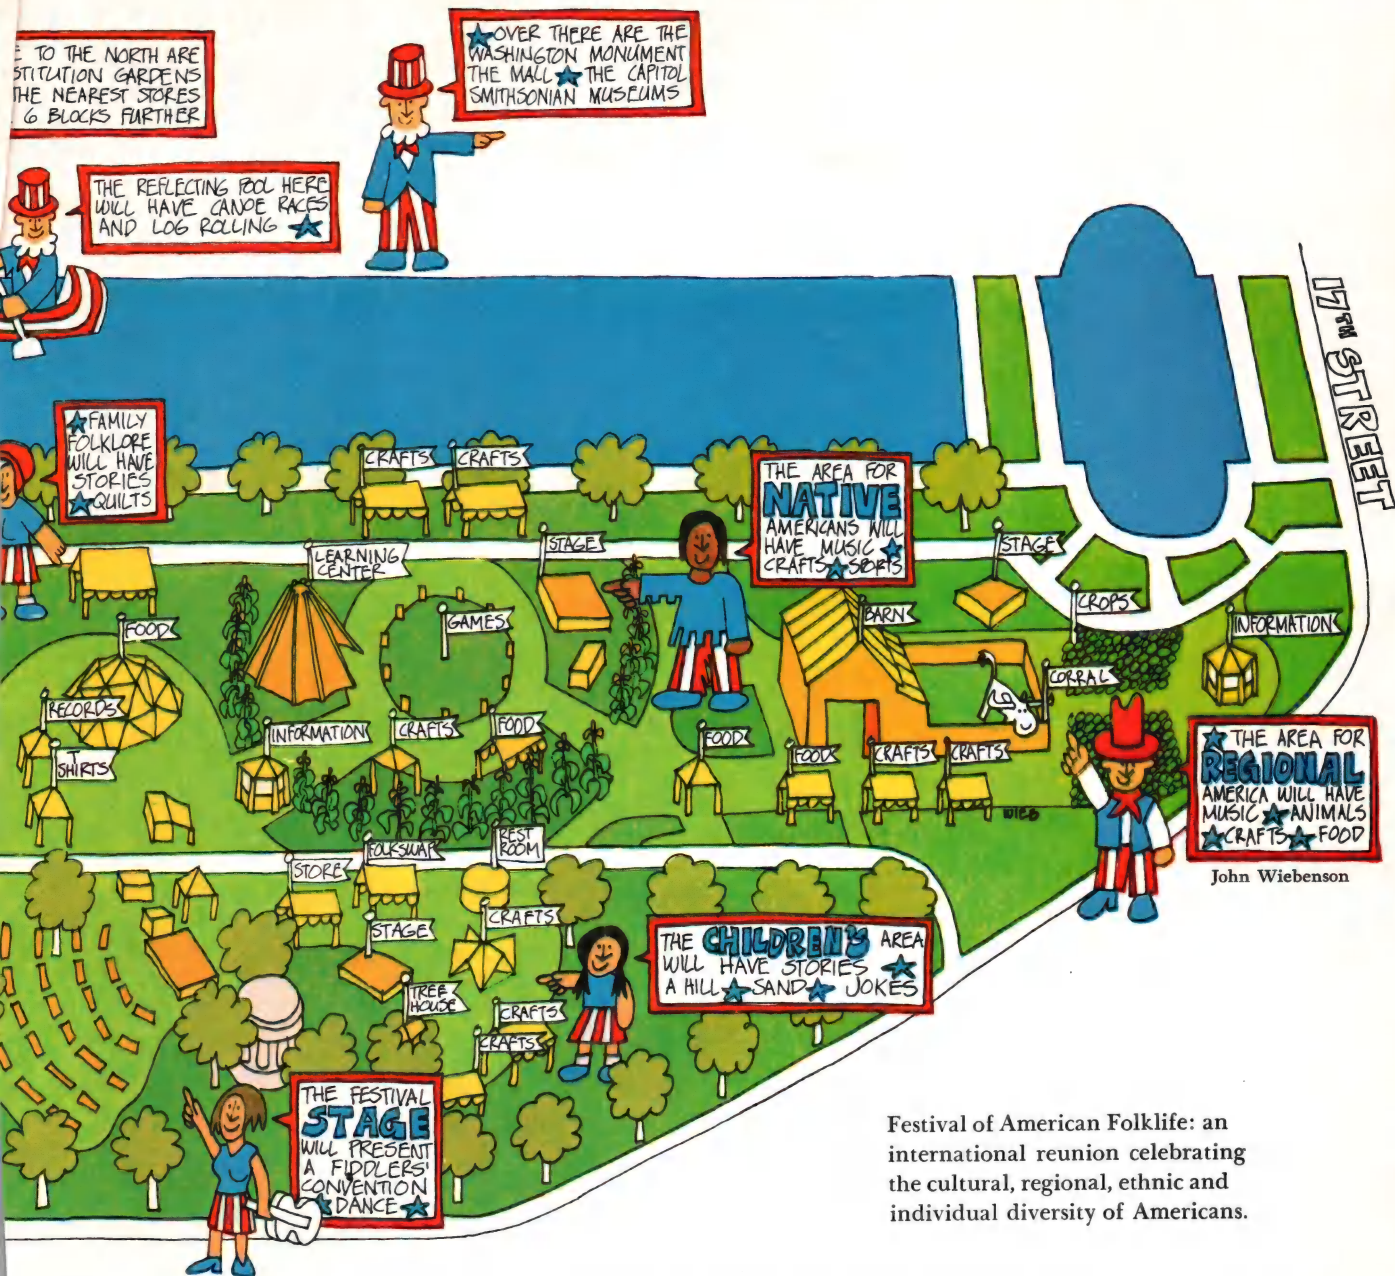 TO THE NORTH ARE
STITUTION GARDENS
THE NEAREST STORES
6 BLOCKS FURTHER
OVER THERE ARE THE
WASHINGTON MONUMENT
THE MALL THE CAPITOL
SMITHSONIAN MUSEUMS
THE REFLECTING POOL HERE
WILL HAVE CANOE RACES
AND LOG ROLLING
17TH STREET
FAMILY
FOLKLORE
WILL HAVE
STORIES
QUILTS
CRAFTS
CRAFTS
THE AREA FOR
NATIVE
AMERICANS WILL
HAVE MUSIC
CRAFTS SPORTS
LEARNING
CENTER
STAGE
STAGE
GAMES
BARN
CROPS
INFORMATION
FOOD
CORRAL
RECORDS
T
SHIRTS
INFORMATION
CRAFTS
FOOD
FOOD
FOOD
CRAFTS
CRAFTS
WIEB
THE AREA FOR
REGIONAL
AMERICA WILL HAVE
MUSIC ANIMALS
CRAFTS FOOD
John Wiebenson
STORE
FOLKSWAP
REST
ROOM
STAGE
CRAFTS
TREE
HOUSE
CRAFTS
CRAFTS
THE CHILDREN'S AREA
WILL HAVE STORIES
A HILL SAND JOKES
THE FESTIVAL
STAGE
WILL PRESENT
A FIDDLERS'
CONVENTION
DANCE
Festival of American Folklife: an
international reunion celebrating
the cultural, regional, ethnic and
individual diversity of Americans.